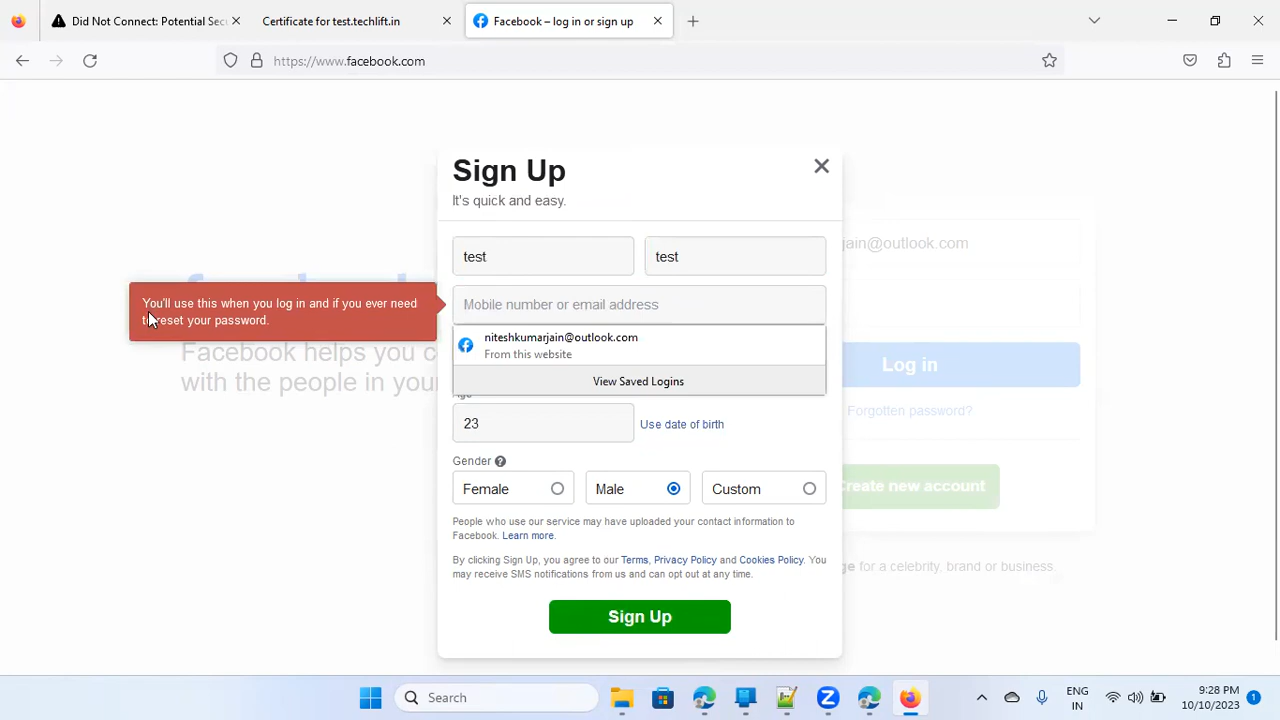 Did Not Connect: Potential Sec
Certificate for test.techlift.in
Facebook – log in or sign up
https://www.facebook.com
Sign Up
It's quick and easy.
test
test
jain@outlook.com
You'll use this when you log in and if you ever need
to reset your password.
Mobile number or email address
niteshkumarjain@outlook.com
From this website
View Saved Logins
Facebook helps you c
with the people in your
Log in
Forgotten password?
23
Use date of birth
Gender
Female
Male
Custom
Create new account
People who use our service may have uploaded your contact information to
Facebook. Learn more.
By clicking Sign Up, you agree to our Terms, Privacy Policy and Cookies Policy. You
may receive SMS notifications from us and can opt out at any time.
ge for a celebrity, brand or business.
Sign Up
Search
ENG
IN
9:28 PM
10/10/2023
1